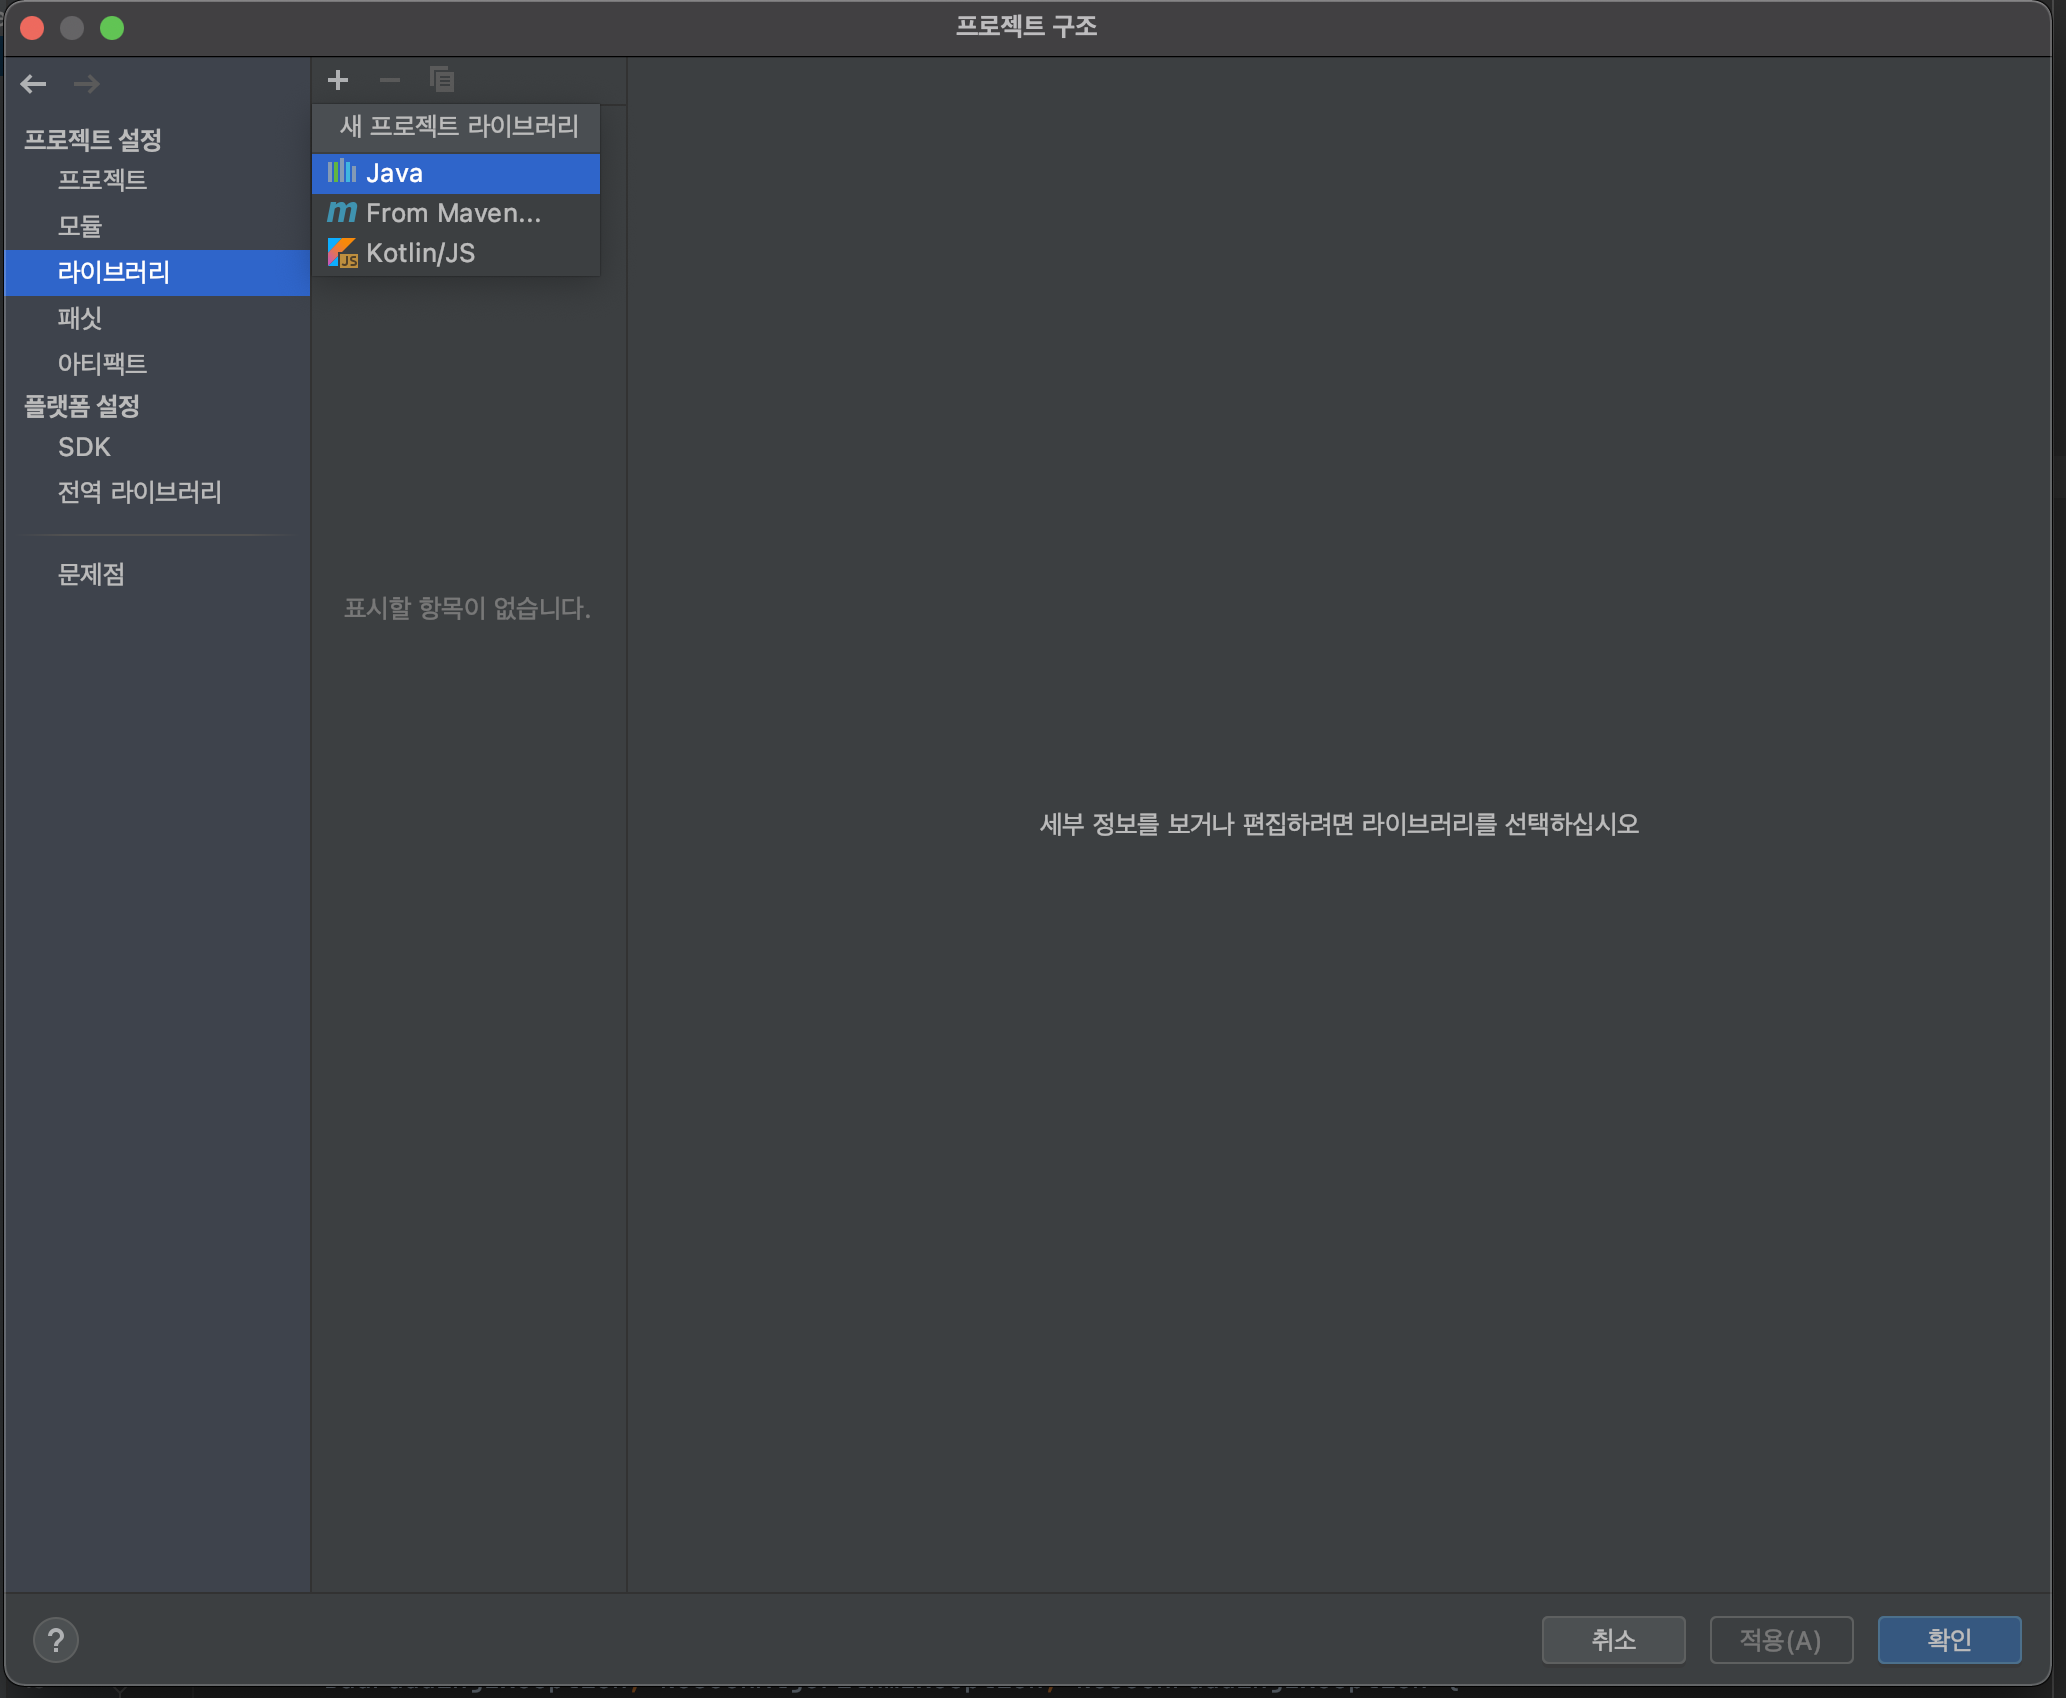 프로젝트 구조
새 프로젝트 라이브러리
Java
From Maven...
Kotlin/JS
프로젝트 설정
프로젝트
모듈
라이브러리
패싯
아티팩트
플랫폼 설정
SDK
전역 라이브러리
문제점
표시할 항목이 없습니다.
세부 정보를 보거나 편집하려면 라이브러리를 선택하십시오
?
취소
적용(A)
확인